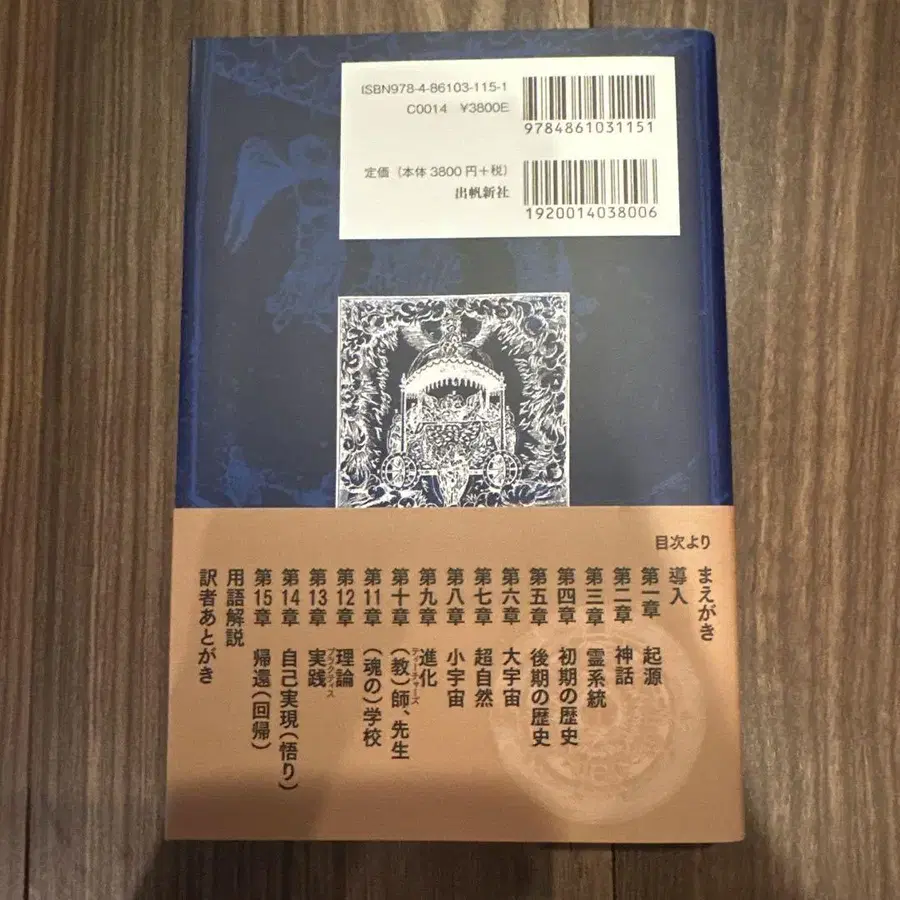 ISBN978-4-86103-115-1
C0014 ¥3800E
9784861031151
定価（本体3800円＋税）
出帆新社
1920014038006
目次より
まえがき
導入
第一章 起源
第二章 神話
第三章 霊系統
第四章 初期の歴史
第五章 後期の歴史
第六章 大宇宙
第七章 超自然
第八章 小宇宙
第九章 進化
第十章 （教）師、先生
ティーチャーズ
第11章 （魂の）学校
第12章 理論
第13章 実践
プラクティス
第14章 自己実現（悟り）
第15章 帰還（回帰）
用語解説
訳者あとがき